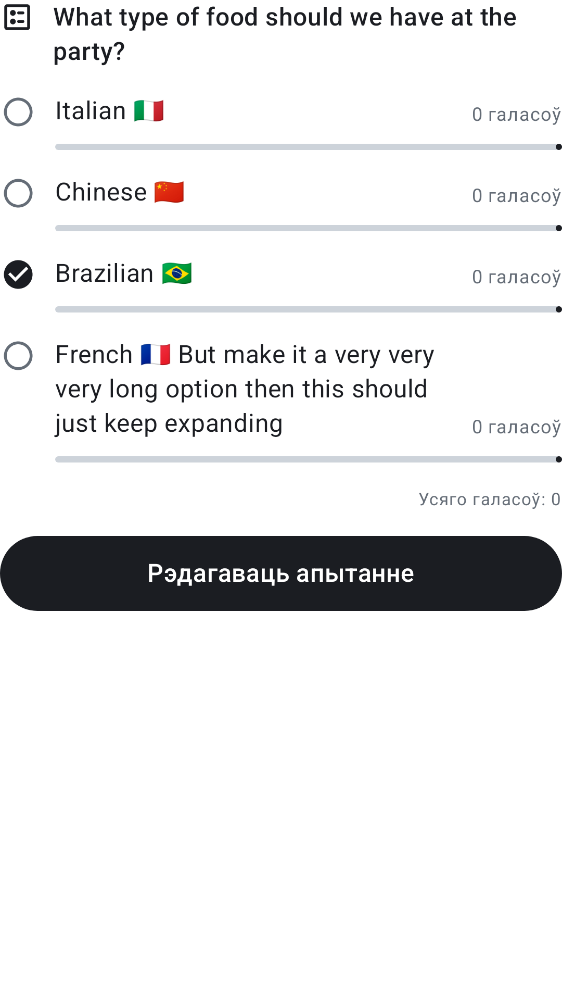 What type of food should we have at the
party?
Italian 🇮🇹
0 галасоў
Chinese 🇨🇳
0 галасоў
Brazilian 🇧🇷
0 галасоў
French 🇫🇷 But make it a very very
very long option then this should
just keep expanding
0 галасоў
Усяго галасоў: 0
Рэдагаваць апытанне